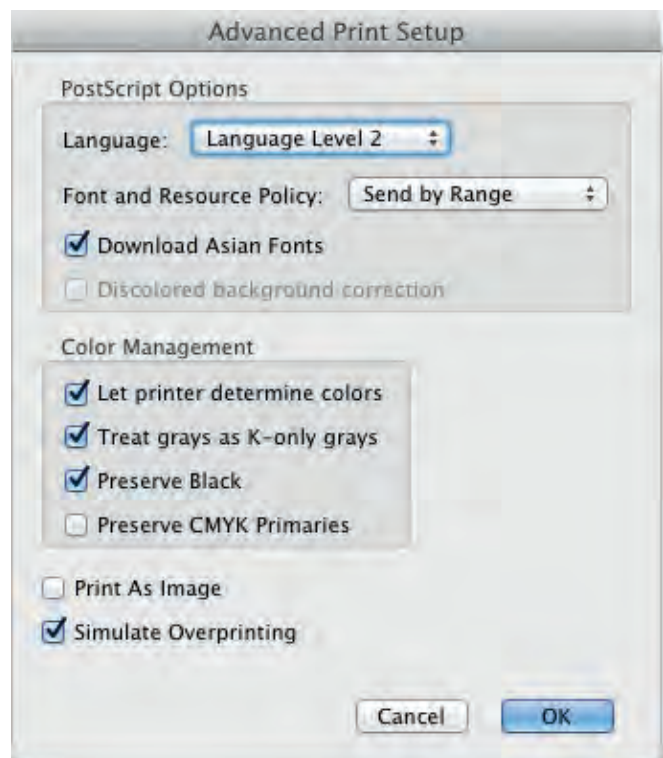 Advanced Print Setup
PostScript Options
Language: Language Level 2
Font and Resource Policy: Send by Range
Download Asian Fonts
Discolored background correction
Color Management
Let printer determine colors
Treat grays as K-only grays
Preserve Black
Preserve CMYK Primaries
Print As Image
Simulate Overprinting
Cancel OK